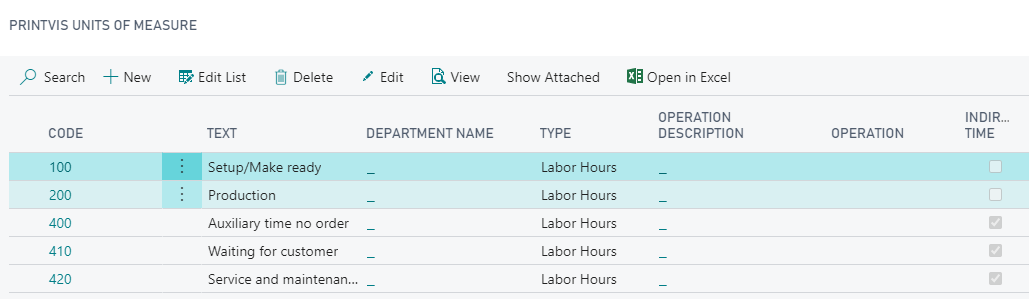 PRINTVIS UNITS OF MEASURE
Search New Edit List Delete Edit View Show Attached Open in Excel
CODE TEXT DEPARTMENT NAME TYPE OPERATION DESCRIPTION OPERATION INDIR... TIME
100 Setup/Make ready _ Labor Hours _
200 Production _ Labor Hours _
400 Auxiliary time no order _ Labor Hours _
410 Waiting for customer _ Labor Hours _
420 Service and maintenan... _ Labor Hours _